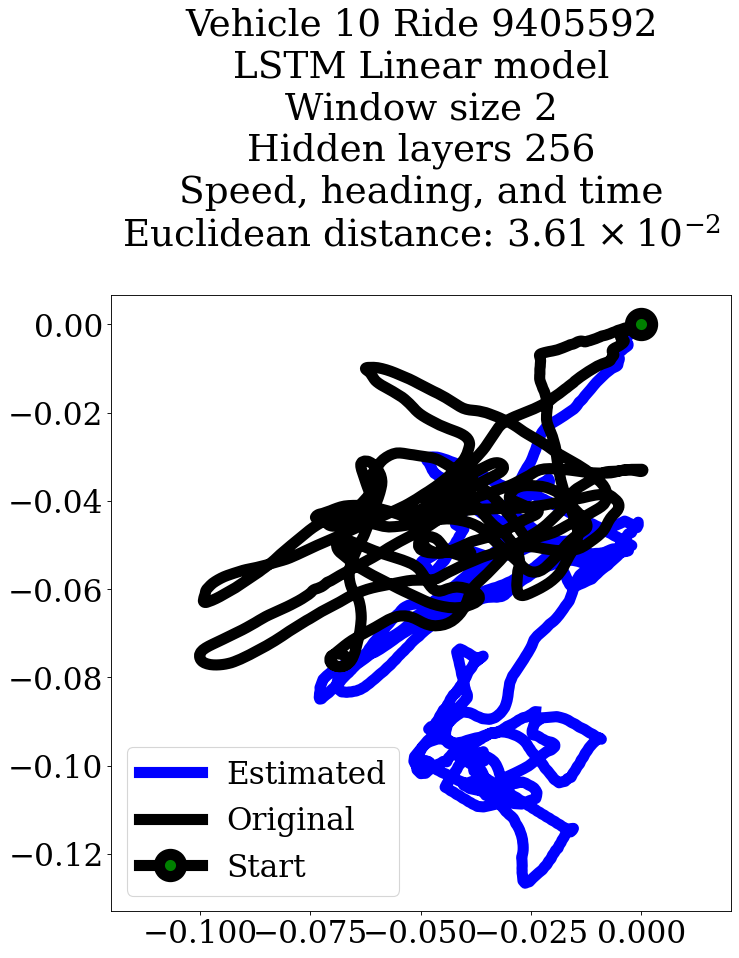 Vehicle 10 Ride 9405592
LSTM Linear model
Window size 2
Hidden layers 256
Speed, heading, and time
Euclidean distance: 3.61 × 10⁻²
0.00
−0.02
−0.04
−0.06
−0.08
−0.10
−0.12
Estimated
Original
Start
−0.100 −0.075 −0.050 −0.025 0.000